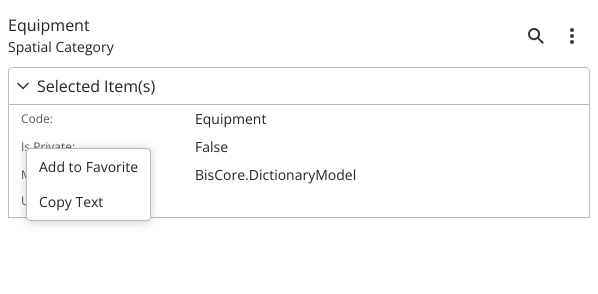 Equipment
Spatial Category
Selected Item(s)
Code: Equipment
Is Private: False
BisCore.DictionaryModel
Add to Favorite
Copy Text